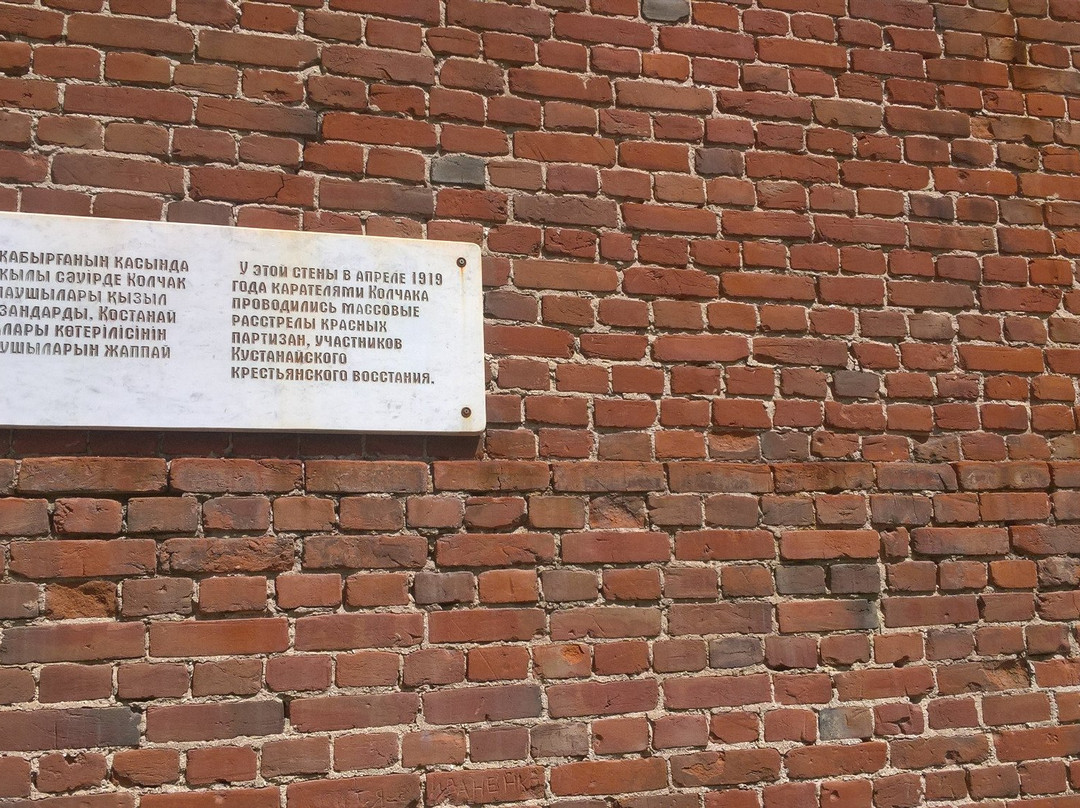 ҚАБЫРҒАНЫҢ ҚАСЫНДА
ЖЫЛЫ СӘУІРДЕ КОЛЧАК
ЛАУШЫЛАРЫ ҚЫЗЫЛ
ЗАНДАРДЫ, ҚОСТАНАЙ
ЛАРЫ КӨТЕРІЛІСІНІҢ
УШЫЛАРЫН ЖАППАЙ
У ЭТОЙ СТЕНЫ В АПРЕЛЕ 1919
ГОДА КАРАТЕЛЯМИ КОЛЧАКА
ПРОВОДИЛИСЬ МАССОВЫЕ
РАССТРЕЛЫ КРАСНЫХ
ПАРТИЗАН, УЧАСТНИКОВ
КУСТАНАЙСКОГО
КРЕСТЬЯНСКОГО ВОССТАНИЯ.